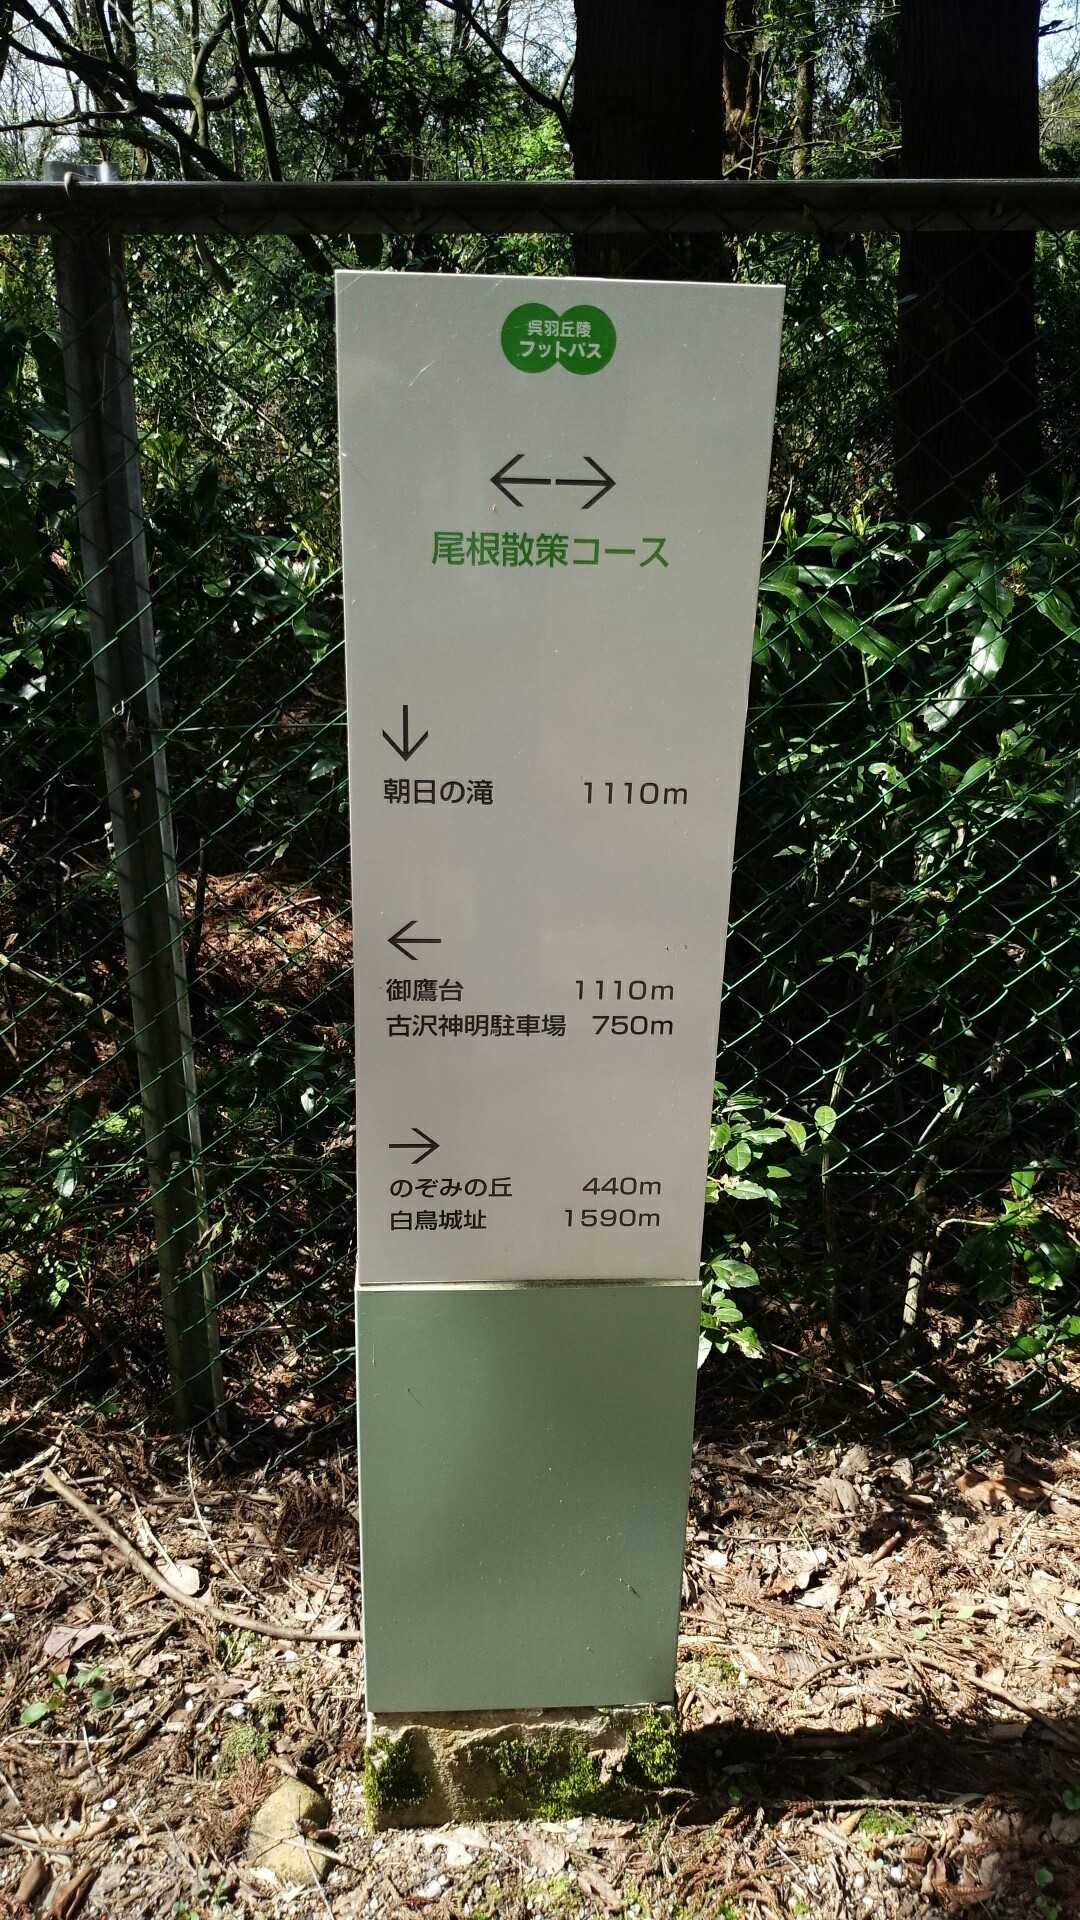 呉羽丘陵
フットパス
←→
尾根散策コース
↓
朝日の滝 1110m
←
御鷹台 1110m
古沢神明駐車場 750m
→
のぞみの丘 440m
白鳥城址 1590m